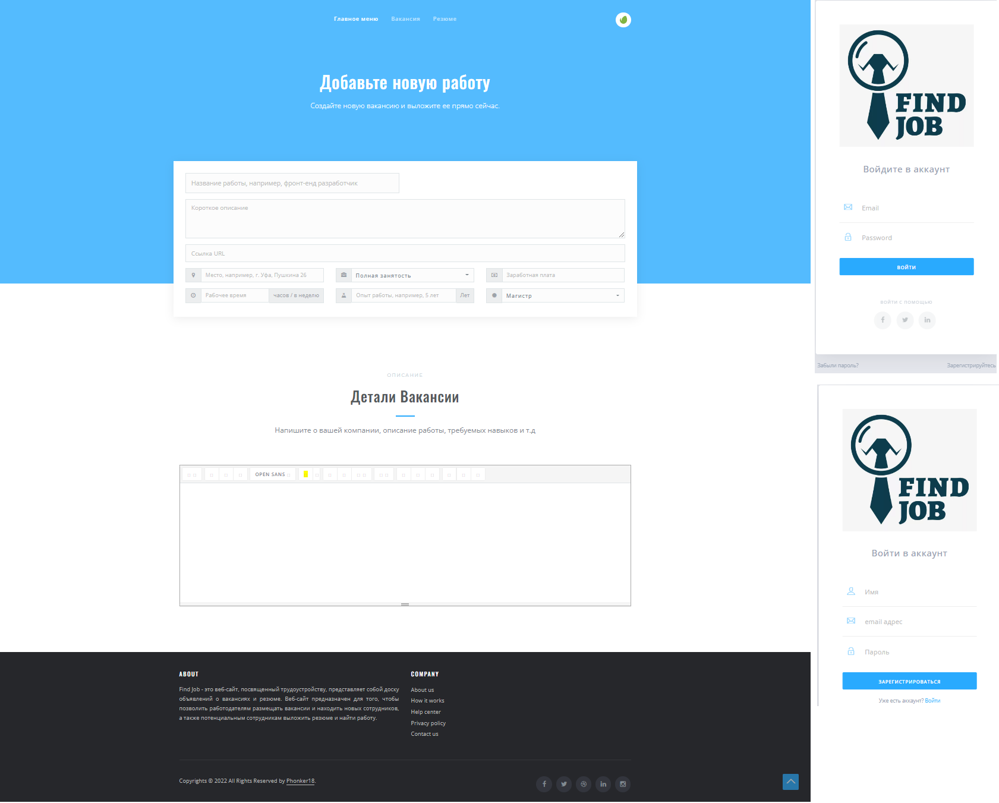 Главное меню
Вакансия
Резюме
Добавьте новую работу
Создайте новую вакансию и выложите ее прямо сейчас.
Название работы, например, фронт-енд разработчик
Короткое описание
Ссылка URL
Место, например, г. Уфа, Пушкина 26
Полная занятость
Заработная плата
Рабочее время
часов / в неделю
Опыт работы, например, 5 лет
Лет
Магистр
ОПИСАНИЕ
Детали Вакансии
Напишите о вашей компании, описание работы, требуемых навыков и т.д
OPEN SANS
ABOUT
Find Job - это веб-сайт, посвященный трудоустройству, представляет собой доску
объявлений о вакансиях и резюме. Веб-сайт предназначен для того, чтобы
позволить работодателям размещать вакансии и находить новых сотрудников,
а также потенциальным сотрудникам выложить резюме и найти работу.
COMPANY
About us
How it works
Help center
Privacy policy
Contact us
Copyrights © 2022 All Rights Reserved by Phonker18.
FIND
JOB
Войдите в аккаунт
Email
Password
ВОЙТИ
ВОЙТИ С ПОМОЩЬЮ
Забыли пароль?
Зарегистрируйтесь
FIND
JOB
Войти в аккаунт
Имя
email адрес
Пароль
ЗАРЕГИСТРИРОВАТЬСЯ
Уже есть аккаунт? Войти